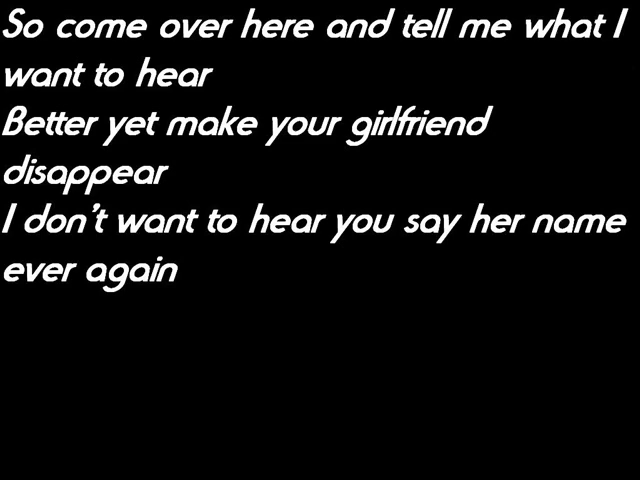 So come over here and tell me what I
want to hear
Better yet make your girlfriend
disappear
I don't want to hear you say her name
ever again